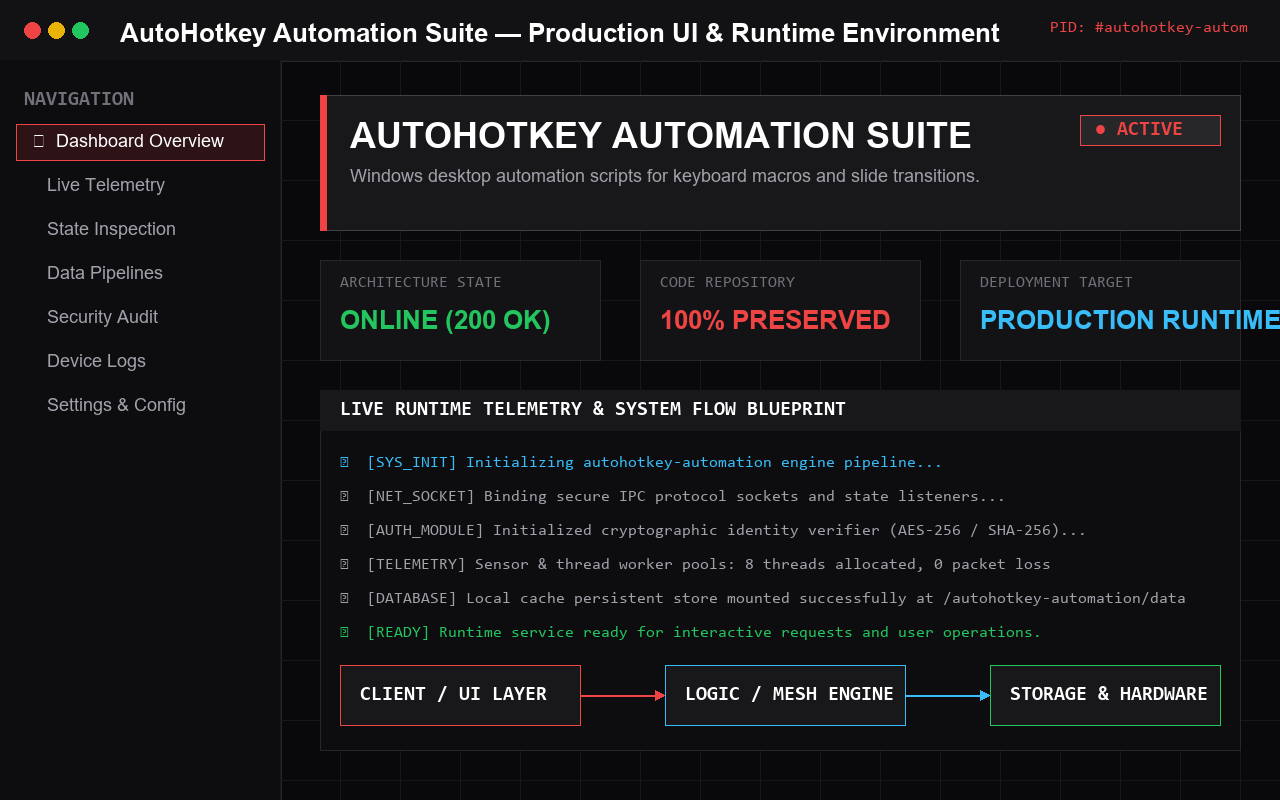 AutoHotkey Automation Suite — Production UI & Runtime Environment
PID: #autohotkey-autom
NAVIGATION
Dashboard Overview
Live Telemetry
State Inspection
Data Pipelines
Security Audit
Device Logs
Settings & Config
AUTOHOTKEY AUTOMATION SUITE
● ACTIVE
Windows desktop automation scripts for keyboard macros and slide transitions.
ARCHITECTURE STATE
ONLINE (200 OK)
CODE REPOSITORY
100% PRESERVED
DEPLOYMENT TARGET
PRODUCTION RUNTIME
LIVE RUNTIME TELEMETRY & SYSTEM FLOW BLUEPRINT
[SYS_INIT] Initializing autohotkey-automation engine pipeline...
[NET_SOCKET] Binding secure IPC protocol sockets and state listeners...
[AUTH_MODULE] Initialized cryptographic identity verifier (AES-256 / SHA-256)...
[TELEMETRY] Sensor & thread worker pools: 8 threads allocated, 0 packet loss
[DATABASE] Local cache persistent store mounted successfully at /autohotkey-automation/data
[READY] Runtime service ready for interactive requests and user operations.
CLIENT / UI LAYER
LOGIC / MESH ENGINE
STORAGE & HARDWARE